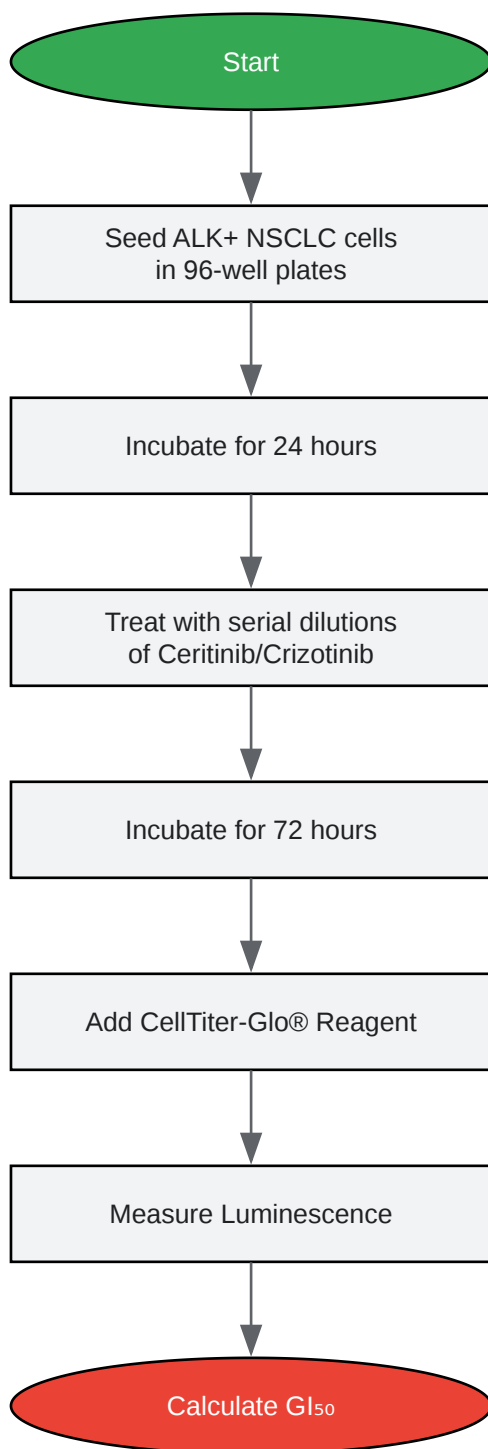 Start
Seed ALK+ NSCLC cells
in 96-well plates
Incubate for 24 hours
Treat with serial dilutions
of Ceritinib/Crizotinib
Incubate for 72 hours
Add CellTiter-Glo® Reagent
Measure Luminescence
Calculate GI₅₀